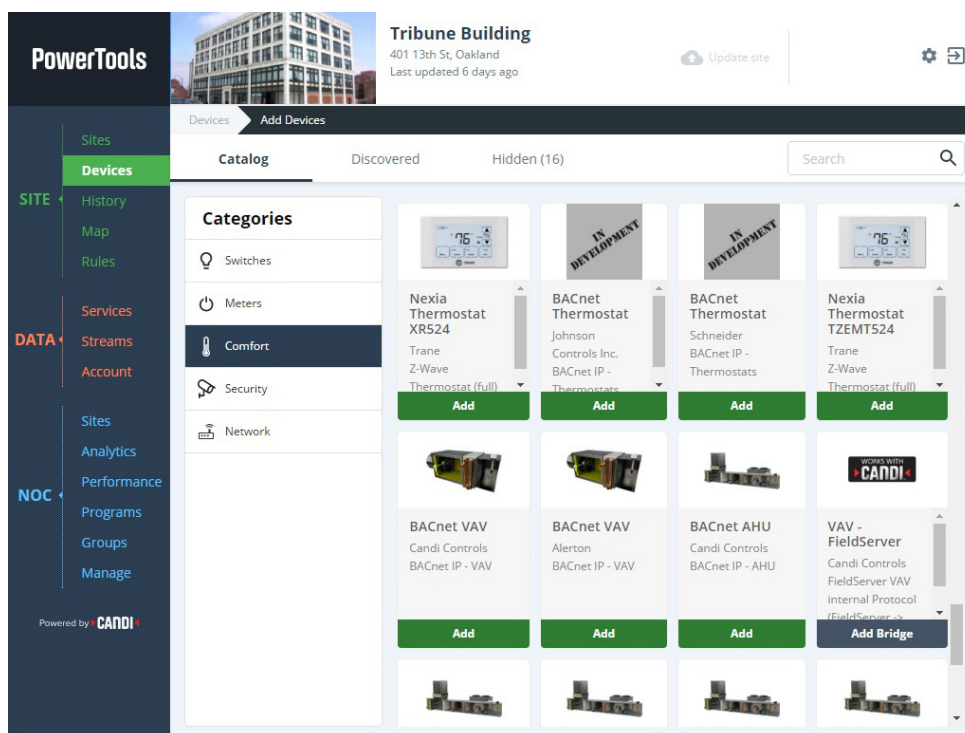 PowerTools
Tribune Building
401 13th St, Oakland
Last updated 6 days ago
Update site
Devices
Add Devices
Catalog
Discovered
Hidden (16)
Search
SITE
Sites
Devices
History
Map
Rules
DATA
Services
Streams
Account
NOC
Sites
Analytics
Performance
Programs
Groups
Manage
Powered by CANDI
Categories
Switches
Meters
Comfort
Security
Network
76
Nexia
Thermostat
XR524
Trane
Z-Wave
Thermostat (full)
Add
IN
DEVELOPMENT
BACnet
Thermostat
Johnson
Controls Inc.
BACnet IP -
Thermostats
Add
IN
DEVELOPMENT
BACnet
Thermostat
Schneider
BACnet IP -
Thermostats
Add
76
Nexia
Thermostat
TZEMT524
Trane
Z-Wave
Thermostat (full)
Add
BACnet VAV
Candi Controls
BACnet IP - VAV
Add
BACnet VAV
Alerton
BACnet IP - VAV
Add
BACnet AHU
Candi Controls
BACnet IP - AHU
Add
WORKS WITH
CANDI
VAV -
FieldServer
Candi Controls
FieldServer VAV
internal Protocol
(FieldServer ->
Add Bridge